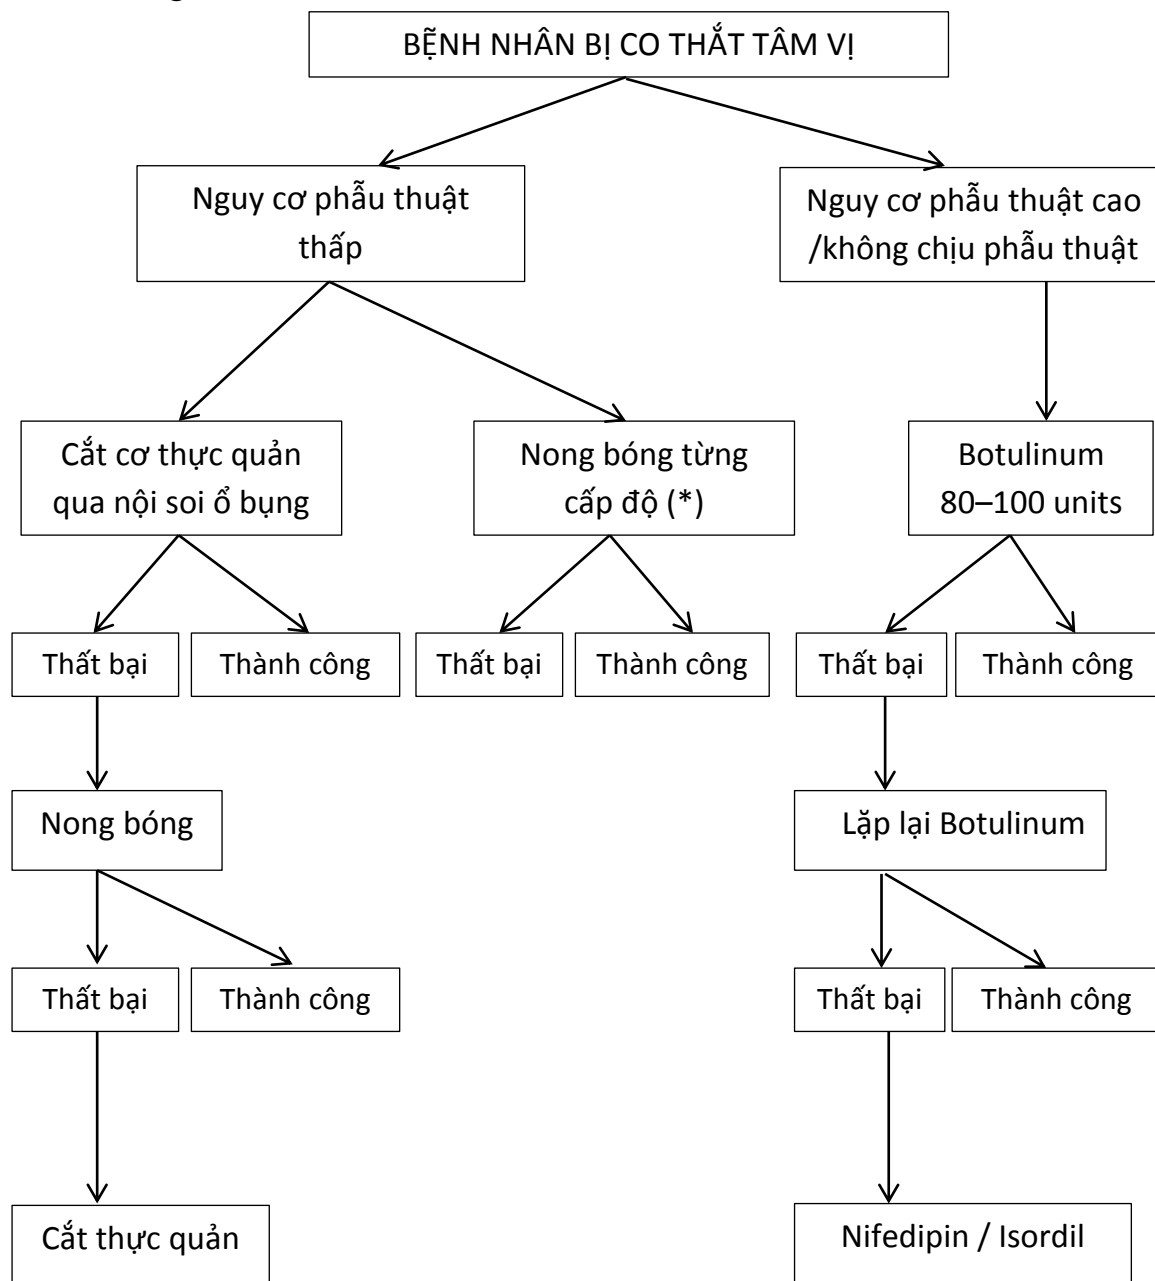 BỆNH NHÂN BỊ CO THẮT TÂM VỊ
Nguy cơ phẫu thuật
thấp
Nguy cơ phẫu thuật cao
/không chịu phẫu thuật
Cắt cơ thực quản
qua nội soi ổ bụng
Nong bóng từng
cấp độ (*)
Botulinum
80–100 units
Thất bại
Thành công
Thất bại
Thành công
Thất bại
Thành công
Nong bóng
Lặp lại Botulinum
Thất bại
Thành công
Thất bại
Thành công
Cắt thực quản
Nifedipin / Isordil